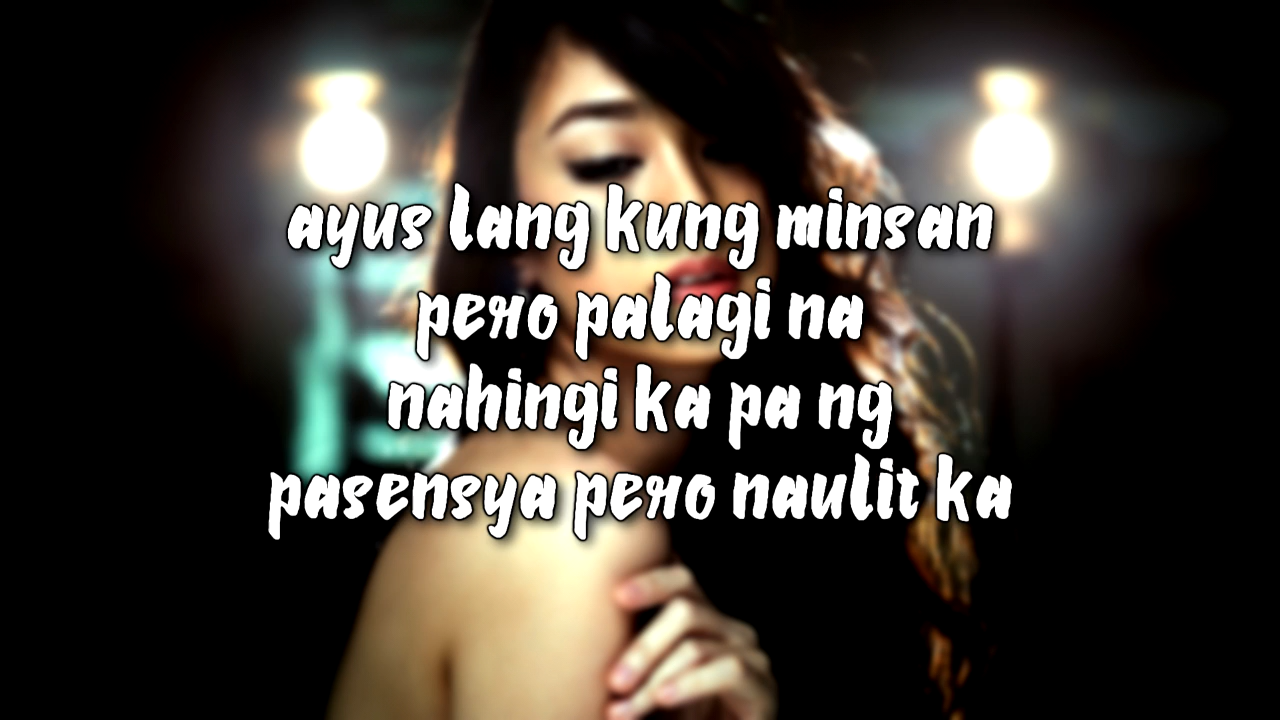 ayus lang kung minsan
pero palagi na
nahingi ka pa ng
pasensya pero naulit ka